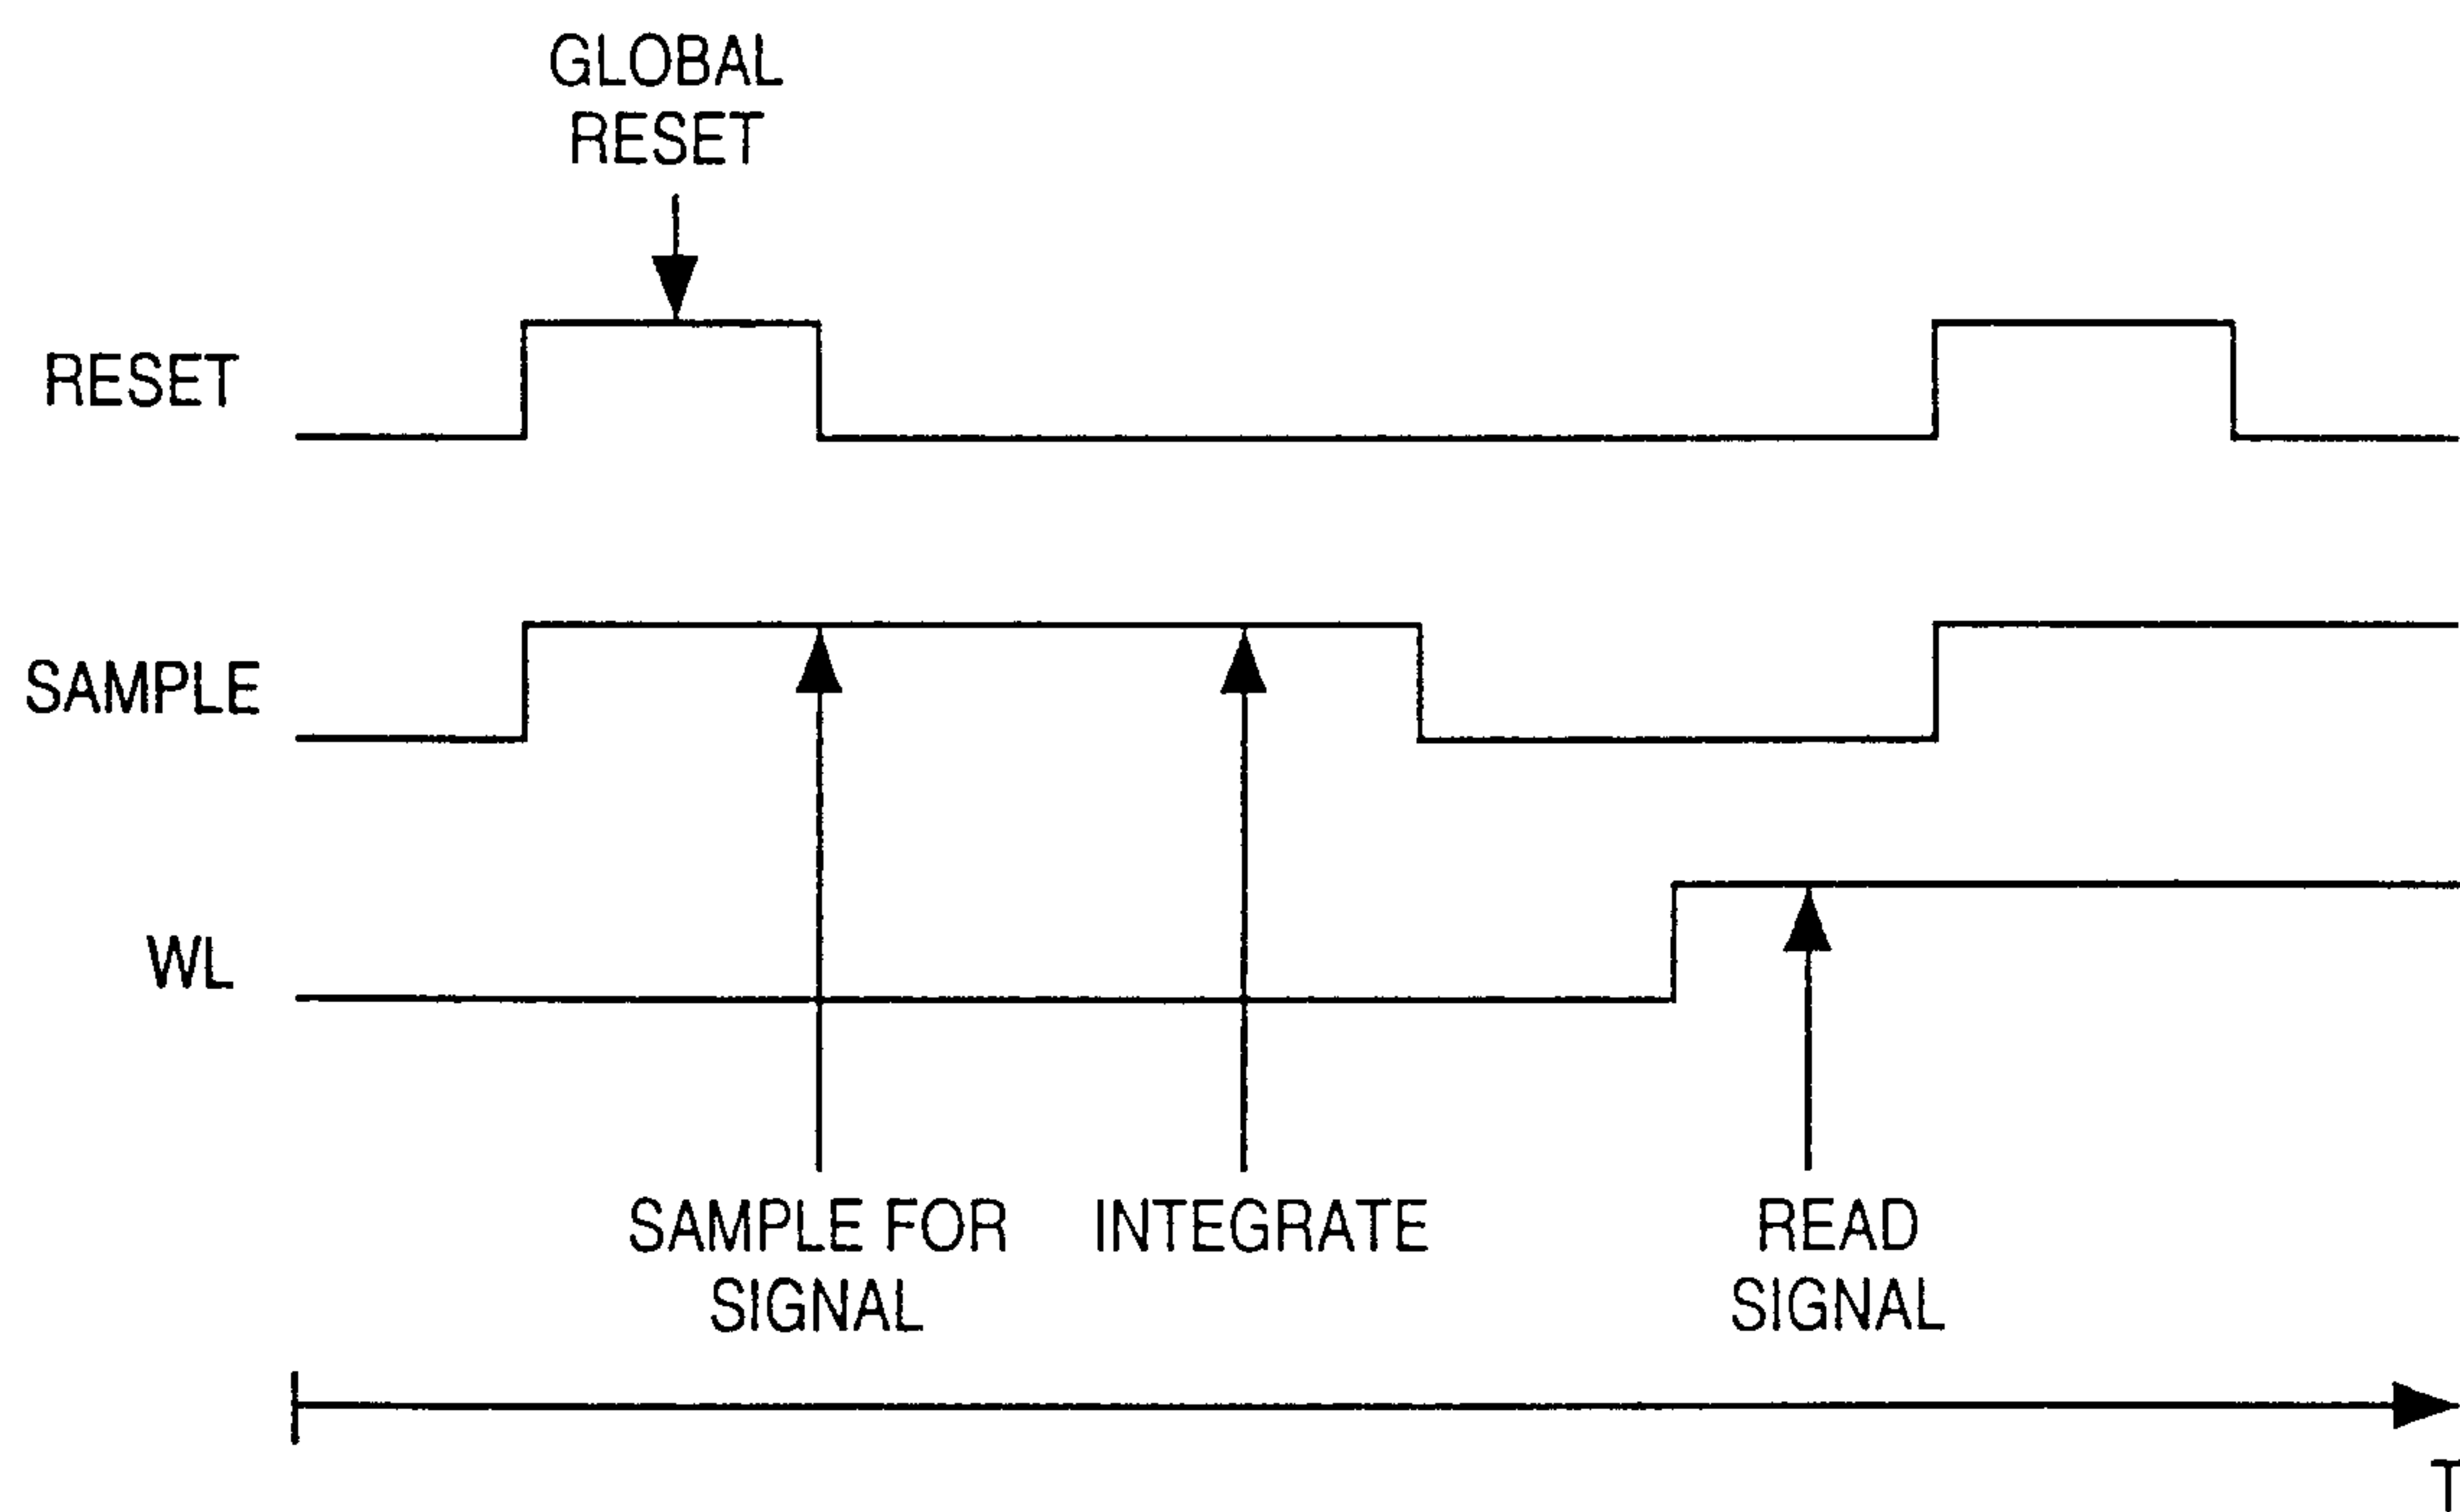 GLOBAL
RESET
RESET
SAMPLE
WL
SAMPLE FOR
SIGNAL
INTEGRATE
READ
SIGNAL
T